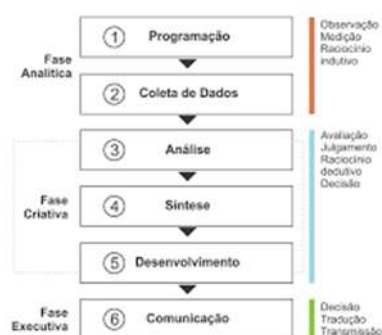 1 Programação
Fase
Analítica
2 Coleta de Dados
Observação
Medição
Raciocínio
indutivo
3 Análise
Fase
Criativa
4 Síntese
5 Desenvolvimento
Avaliação
Julgamento
Raciocínio
dedutivo
Decisão
Fase
Executiva
6 Comunicação
Decisão
Tradução
Transmissão